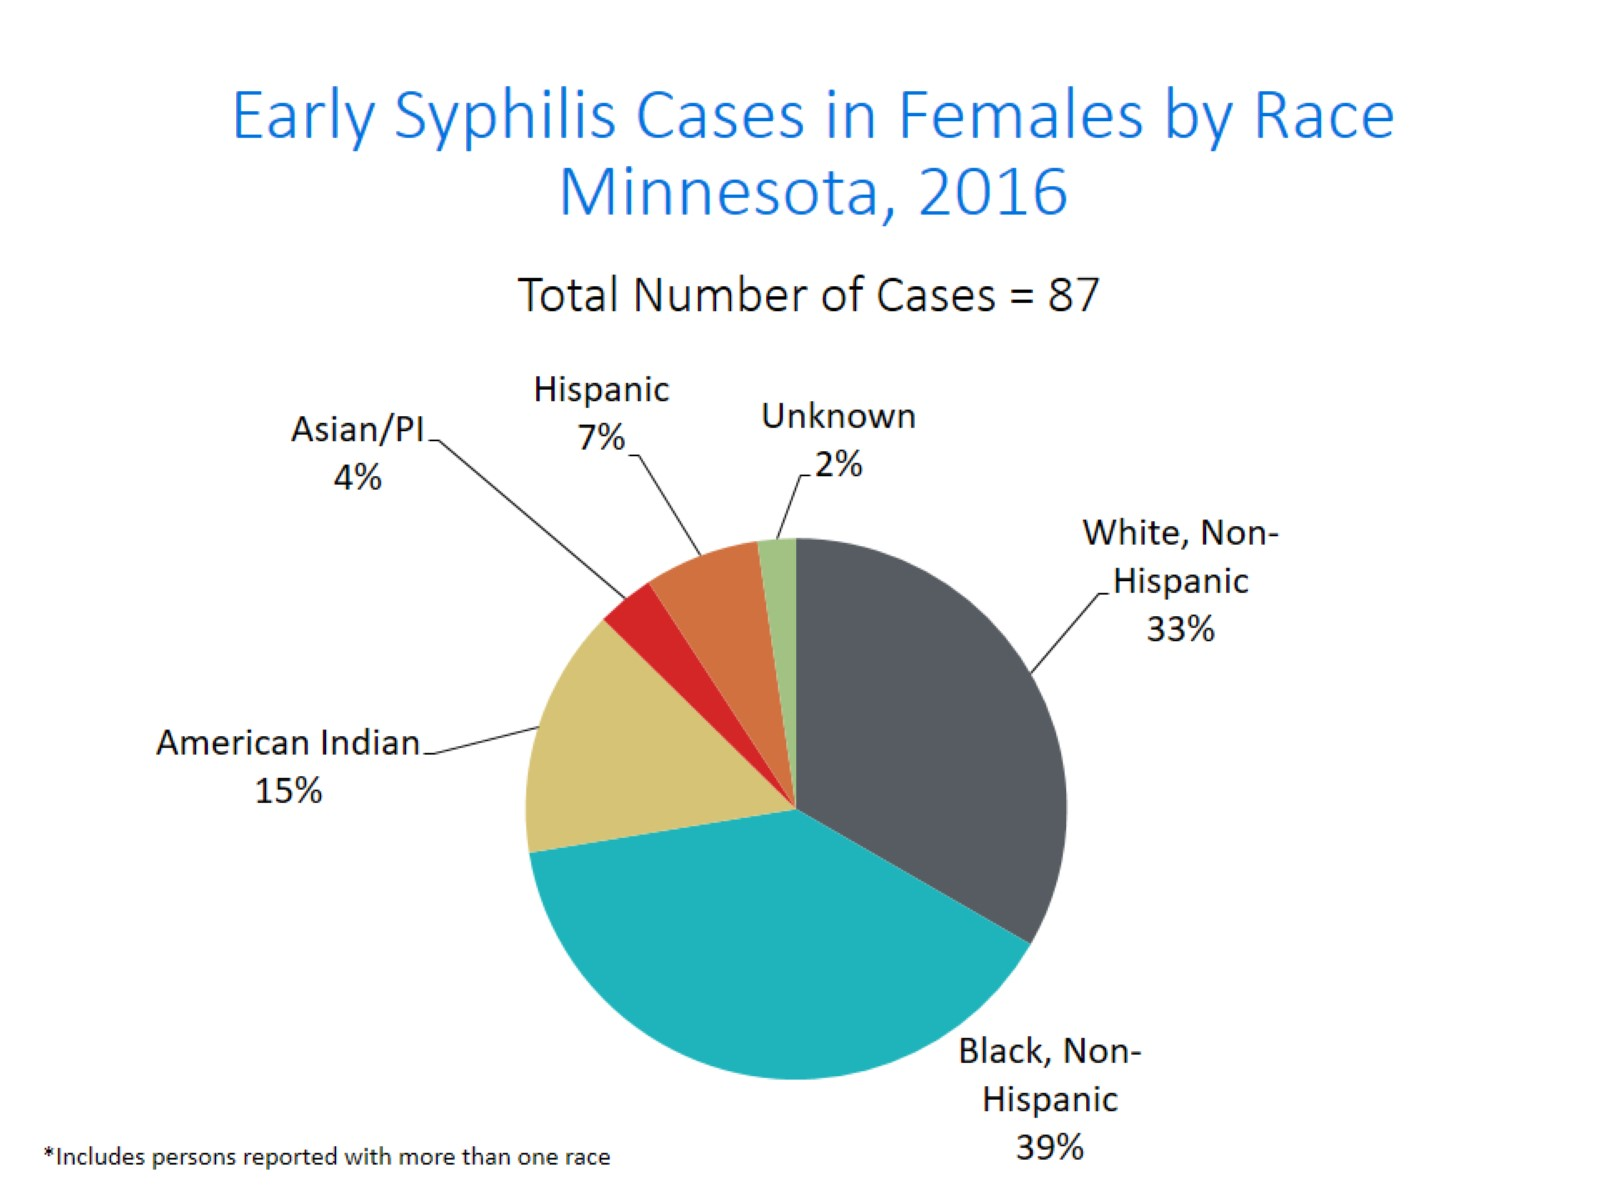 Early Syphilis Cases in Females by Race
Minnesota, 2016
Total Number of Cases = 87
Hispanic
7%
Unknown
2%
Asian/PI
4%
White, Non-
Hispanic
33%
American Indian
15%
Black, Non-
Hispanic
39%
*Includes persons reported with more than one race